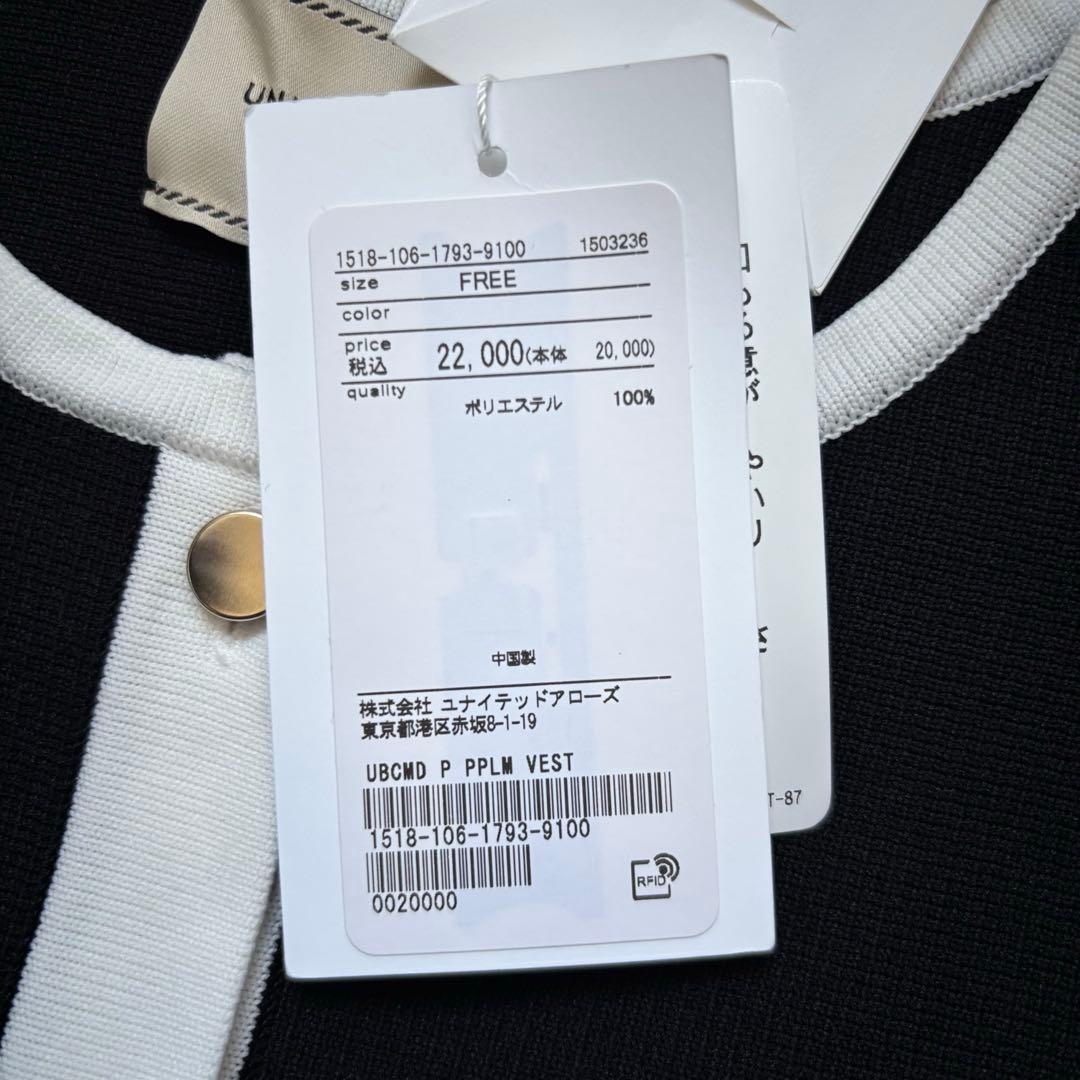 UN
1518-106-1793-9100 1503236
size FREE
color
price
税込 22,000(本体 20,000)
quality
ポリエステル 100%
中国製
株式会社 ユナイテッドアローズ
東京都港区赤坂8-1-19
UBCMD P PPLM VEST
1518-106-1793-9100
0020000
RFID
T-87